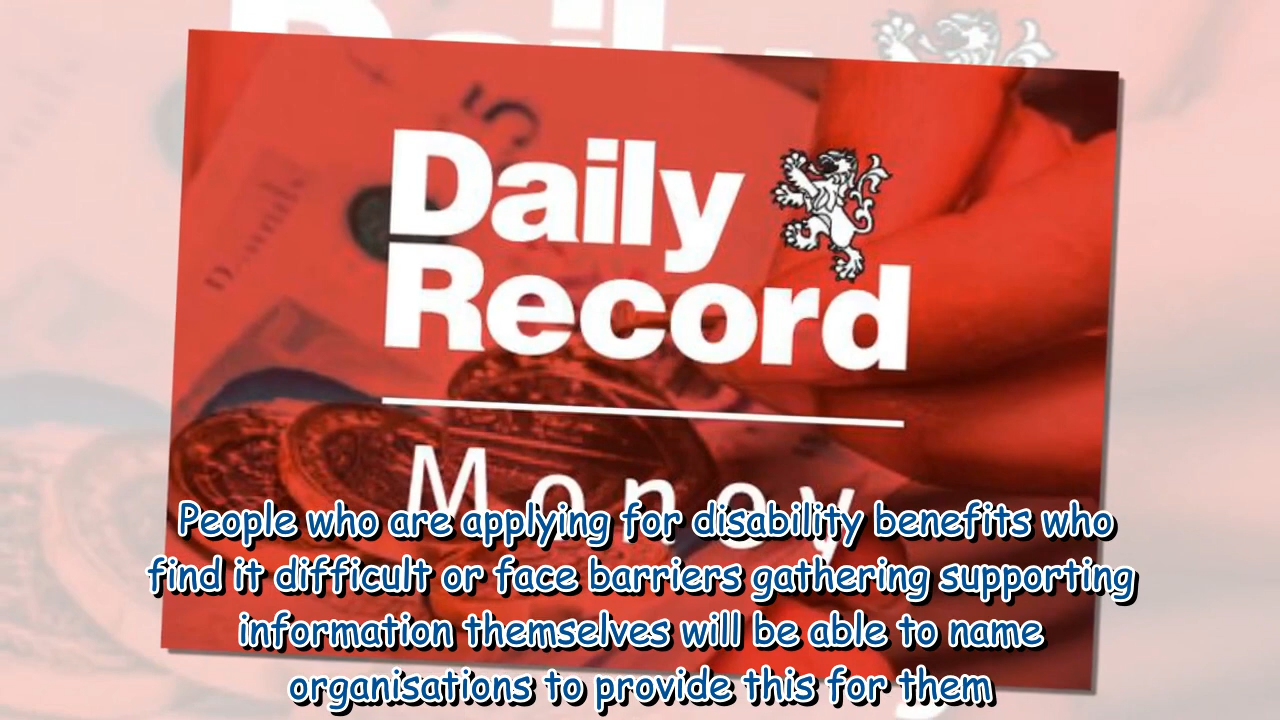 Daily
Record
Money
People who are applying for disability benefits who
find it difficult or face barriers gathering supporting
information themselves will be able to name
organisations to provide this for them